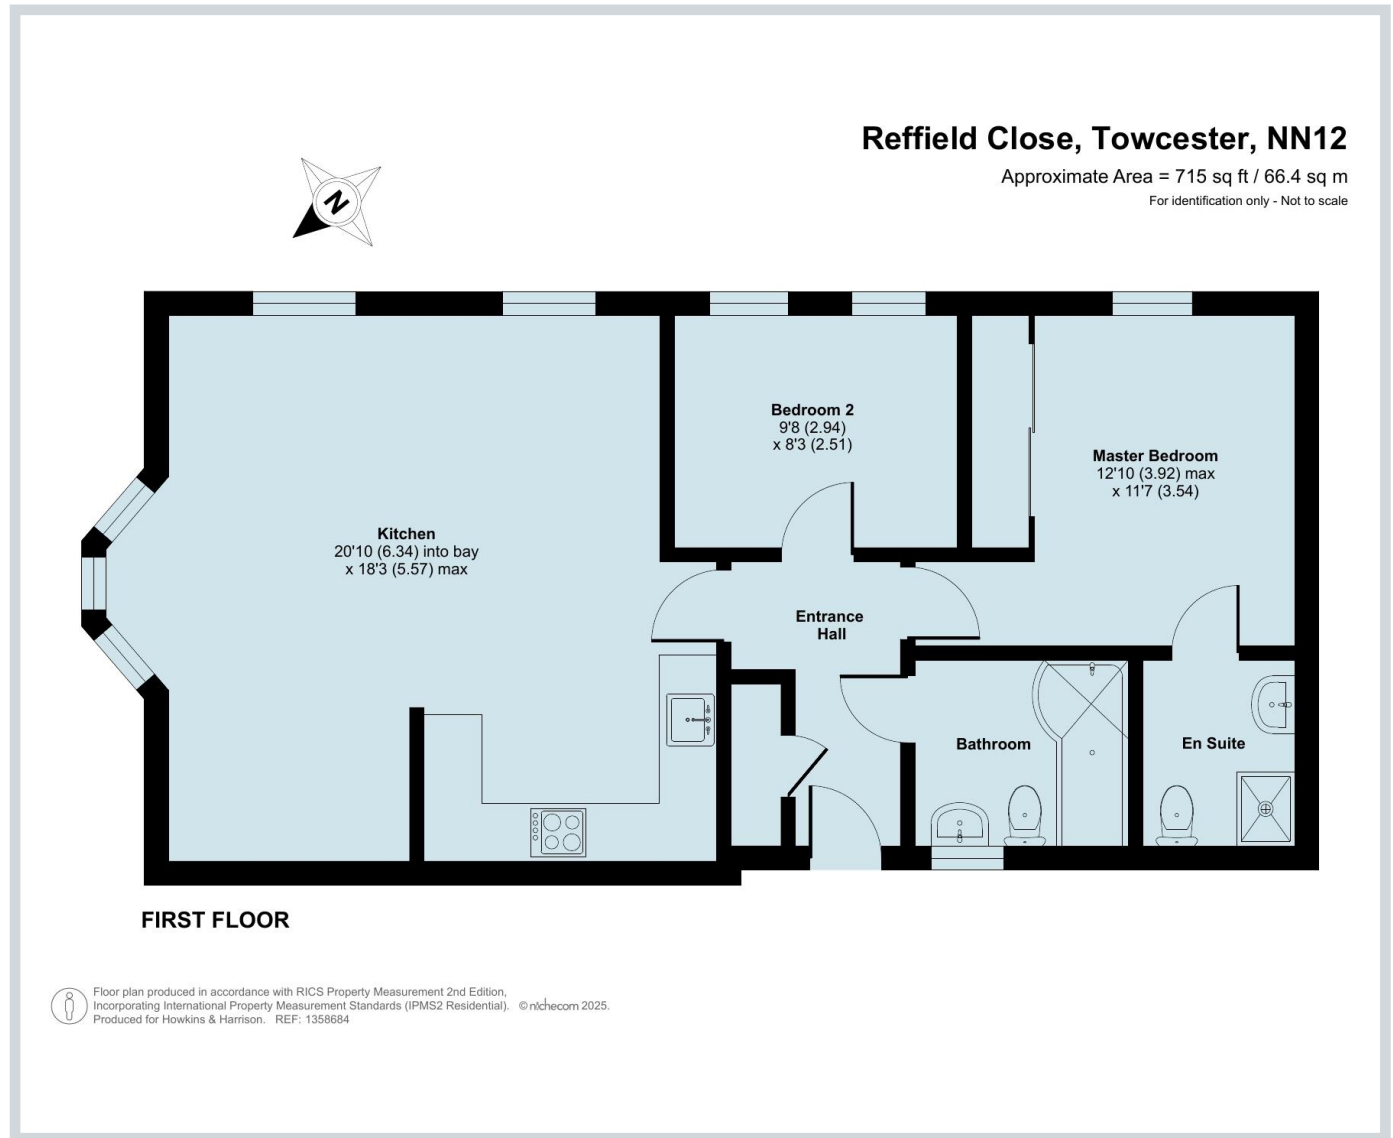 Reffield Close, Towcester, NN12
Approximate Area = 715 sq ft / 66.4 sq m
For identification only - Not to scale
N
Bedroom 2
9'8 (2.94)
x 8'3 (2.51)
Master Bedroom
12'10 (3.92) max
x 11'7 (3.54)
Kitchen
20'10 (6.34) into bay
x 18'3 (5.57) max
Entrance
Hall
Bathroom
En Suite
FIRST FLOOR
Floor plan produced in accordance with RICS Property Measurement 2nd Edition,
Incorporating International Property Measurement Standards (IPMS2 Residential). © nichecom 2025.
Produced for Howkins & Harrison. REF: 1358684